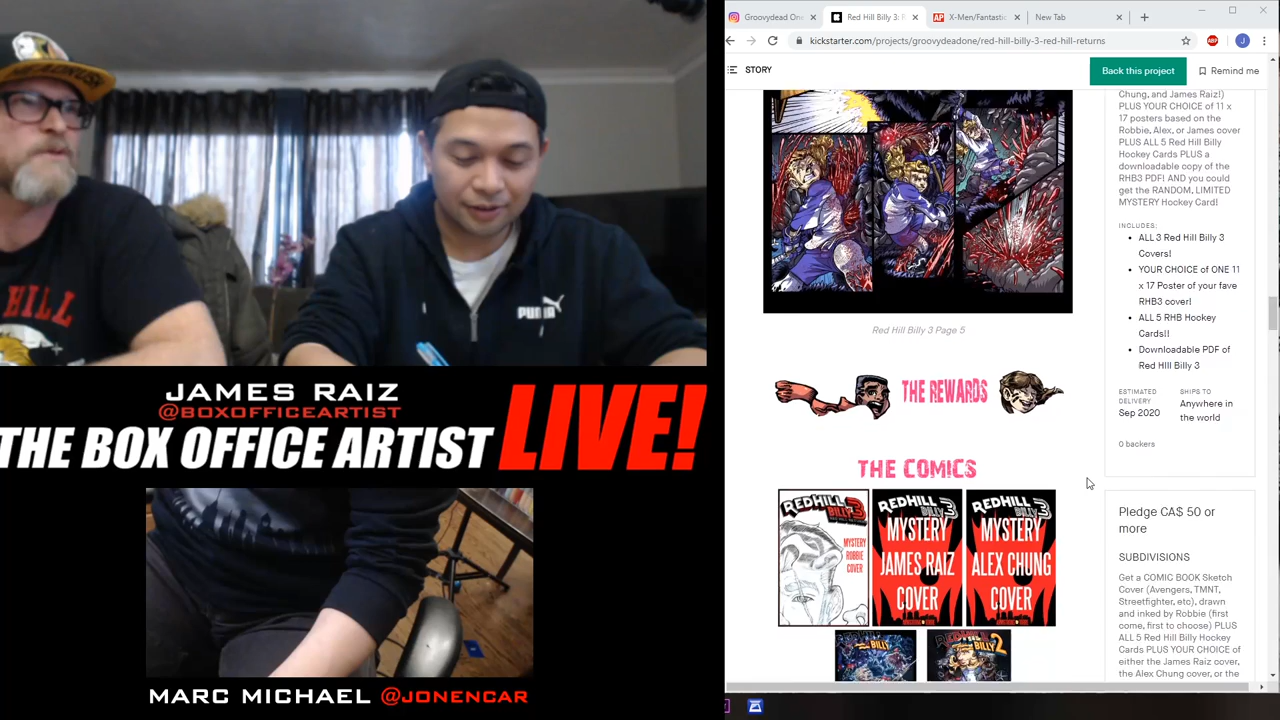 Groovydead One
Red Hill Billy 3: R
X-Men/Fantastic
New Tab
kickstarter.com/projects/groovydeadone/red-hill-billy-3-red-hill-returns
STORY
Back this project
Remind me
Chung, and James Raiz!)
PLUS YOUR CHOICE of 11
x 17 posters based on the
Robbie, Alex, or James cover
PLUS ALL 5 Red Hill Billy
Hockey Cards PLUS a
downloadable copy of the
RHB3 PDF! AND you could
get the RANDOM, LIMITED
MYSTERY Hockey Card!
INCLUDES:
ALL 3 Red Hill Billy 3
Covers!
YOUR CHOICE of ONE 11
x 17 Poster of your fave
RHB3 cover!
ALL 5 RHB Hockey
Cards!!
Downloadable PDF of
Red HIll Billy 3
ESTIMATED
DELIVERY
Sep 2020
SHIPS TO
Anywhere in
the world
0 backers
Pledge CA$ 50 or
more
SUBDIVISIONS
Get a COMIC BOOK Sketch
Cover (Avengers, TMNT,
Streetfighter, etc), drawn
and inked by Robbie (first
come, first to choose) PLUS
ALL 5 Red Hill Billy Hockey
Cards PLUS YOUR CHOICE of
either the James Raiz cover,
the Alex Chung cover, or the
Red Hill Billy 3 Page 5
THE REWARDS
THE COMICS
REDHILL
BILLY 3
MYSTERY
ROBBIE
COVER
REDHILL
BILLY 3
MYSTERY
JAMES RAIZ
COVER
REDHILL
BILLY 3
MYSTERY
ALEX CHUNG
COVER
HILL
PUMA
JAMES RAIZ
@BOXOFFICEARTIST
THE BOX OFFICE ARTIST LIVE!
MARC MICHAEL @JONENCAR